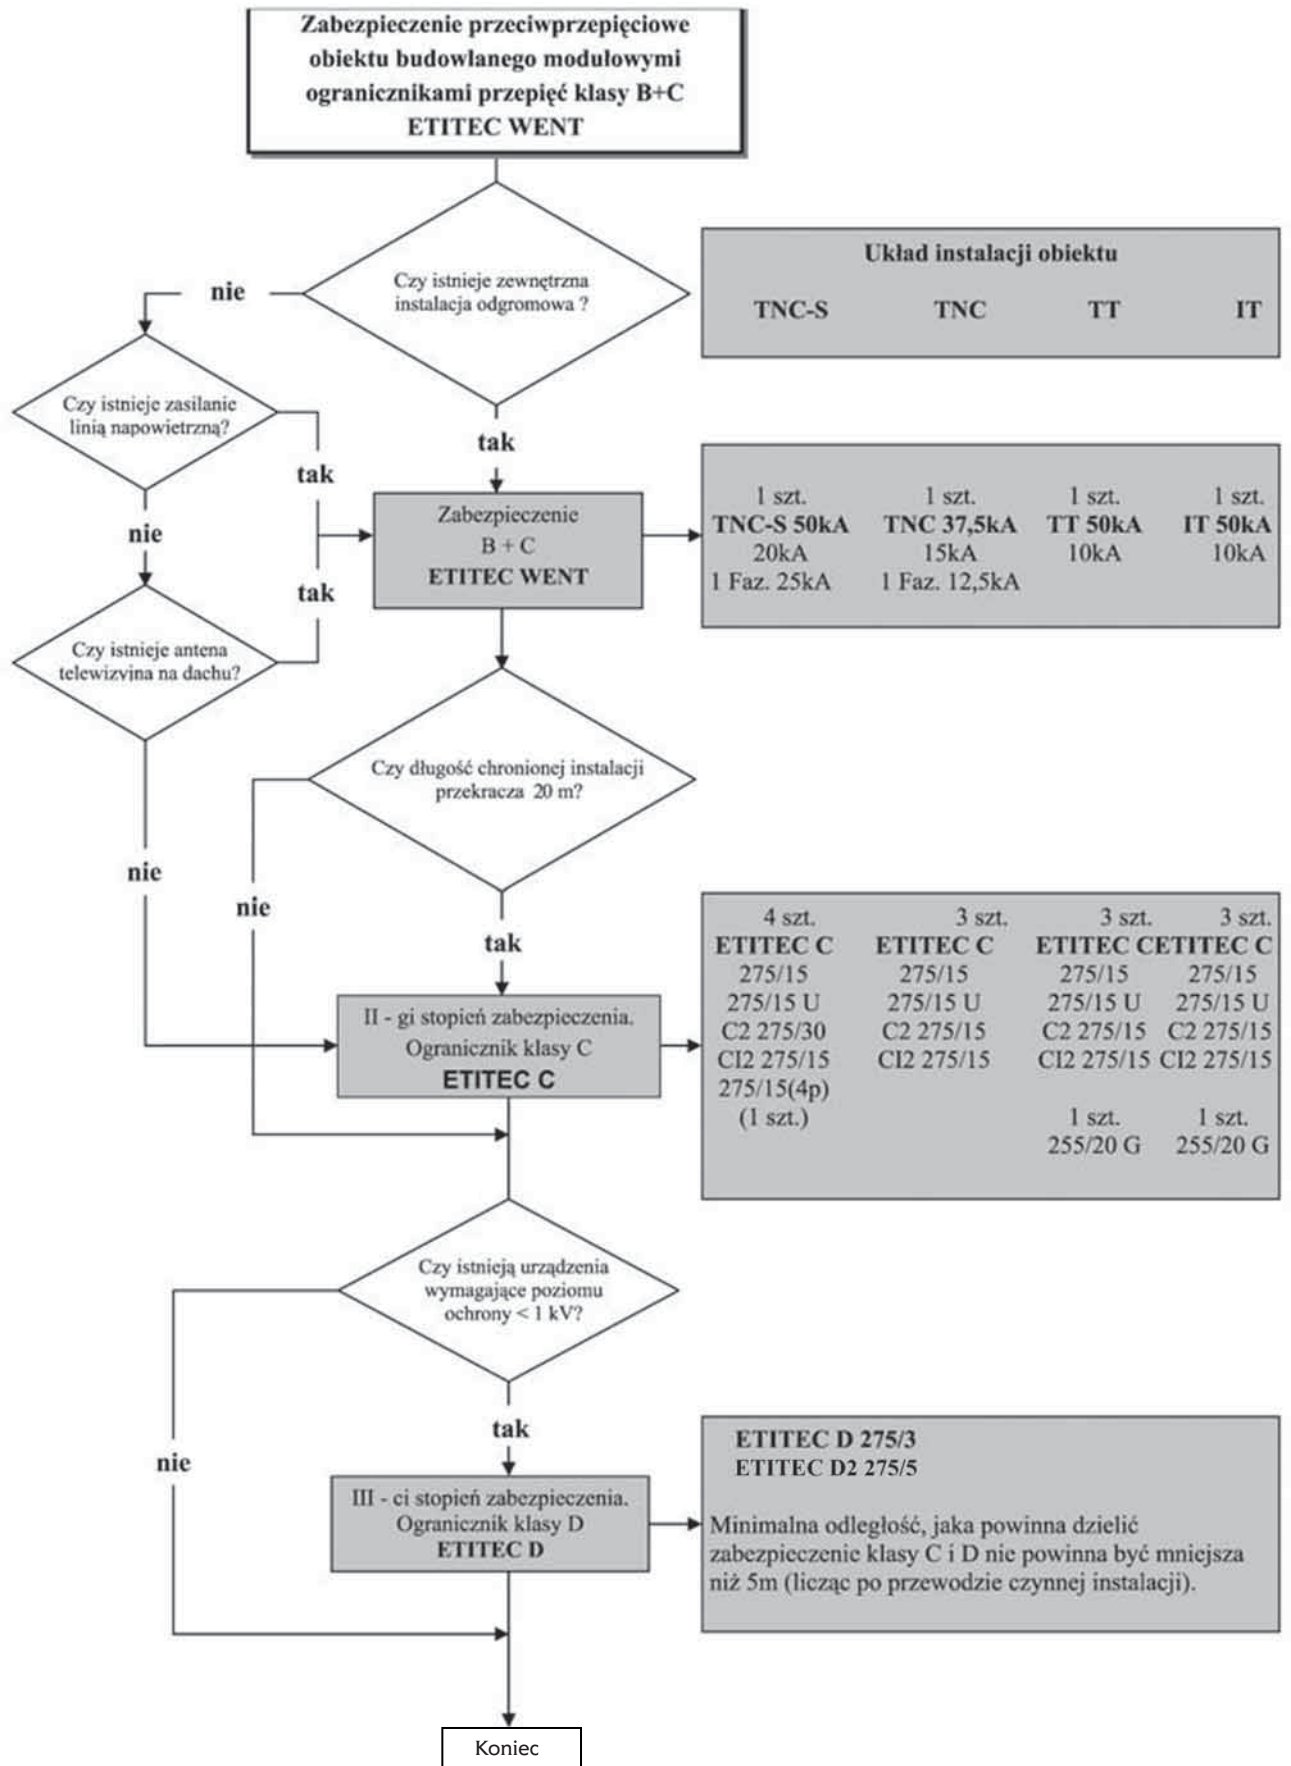 Zabezpieczenie przeciwprzepięciowe
obiektu budowlanego modułowymi
ogranicznikami przepięć klasy B+C
ETITEC WENT
Czy istnieje zewnętrzna
instalacja odgromowa ?
nie
tak
Układ instalacji obiektu
TNC-S TNC TT IT
Czy istnieje zasilanie
linią napowietrzną?
tak
nie
Zabezpieczenie
B + C
ETITEC WENT
1 szt. 1 szt. 1 szt. 1 szt.
TNC-S 50kA TNC 37,5kA TT 50kA IT 50kA
20kA 15kA 10kA 10kA
1 Faz. 25kA 1 Faz. 12,5kA
tak
Czy istnieje antena
telewizyjna na dachu?
nie
Czy długość chronionej instalacji
przekracza 20 m?
nie
tak
4 szt. 3 szt. 3 szt. 3 szt.
ETITEC C ETITEC C ETITEC CETITEC C
275/15 275/15 275/15 275/15
275/15 U 275/15 U 275/15 U 275/15 U
C2 275/30 C2 275/15 C2 275/15 C2 275/15
CI2 275/15 CI2 275/15 CI2 275/15 CI2 275/15
275/15(4p)
(1 szt.) 1 szt. 1 szt.
255/20 G 255/20 G
II - gi stopień zabezpieczenia.
Ogranicznik klasy C
ETITEC C
Czy istnieją urządzenia
wymagające poziomu
ochrony < 1 kV?
nie
tak
III - ci stopień zabezpieczenia.
Ogranicznik klasy D
ETITEC D
ETITEC D 275/3
ETITEC D2 275/5
Minimalna odległość, jaka powinna dzielić
zabezpieczenie klasy C i D nie powinna być mniejsza
niż 5m (licząc po przewodzie czynnej instalacji).
Koniec